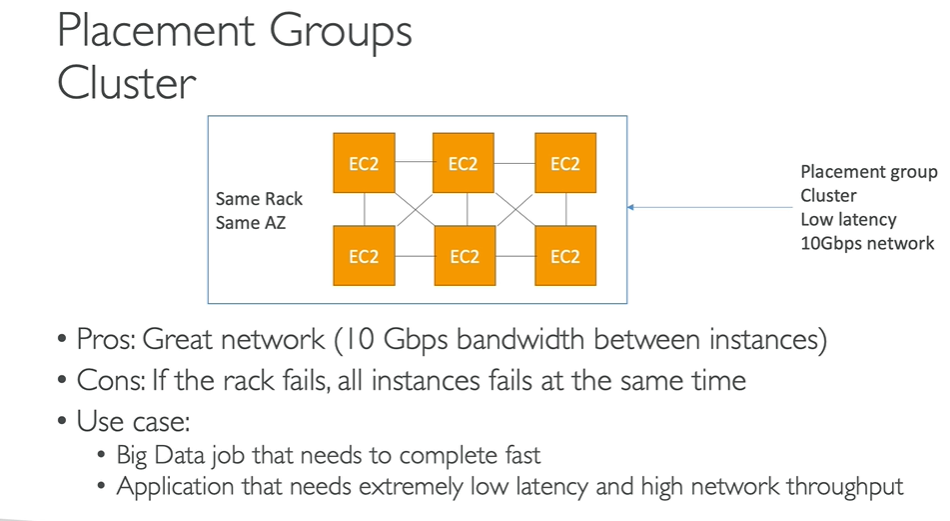 Placement Groups
Cluster
EC2 EC2 EC2
Same Rack
Same AZ
EC2 EC2 EC2
Placement group
Cluster
Low latency
10Gbps network
• Pros: Great network (10 Gbps bandwidth between instances)
• Cons: If the rack fails, all instances fails at the same time
• Use case:
• Big Data job that needs to complete fast
• Application that needs extremely low latency and high network throughput